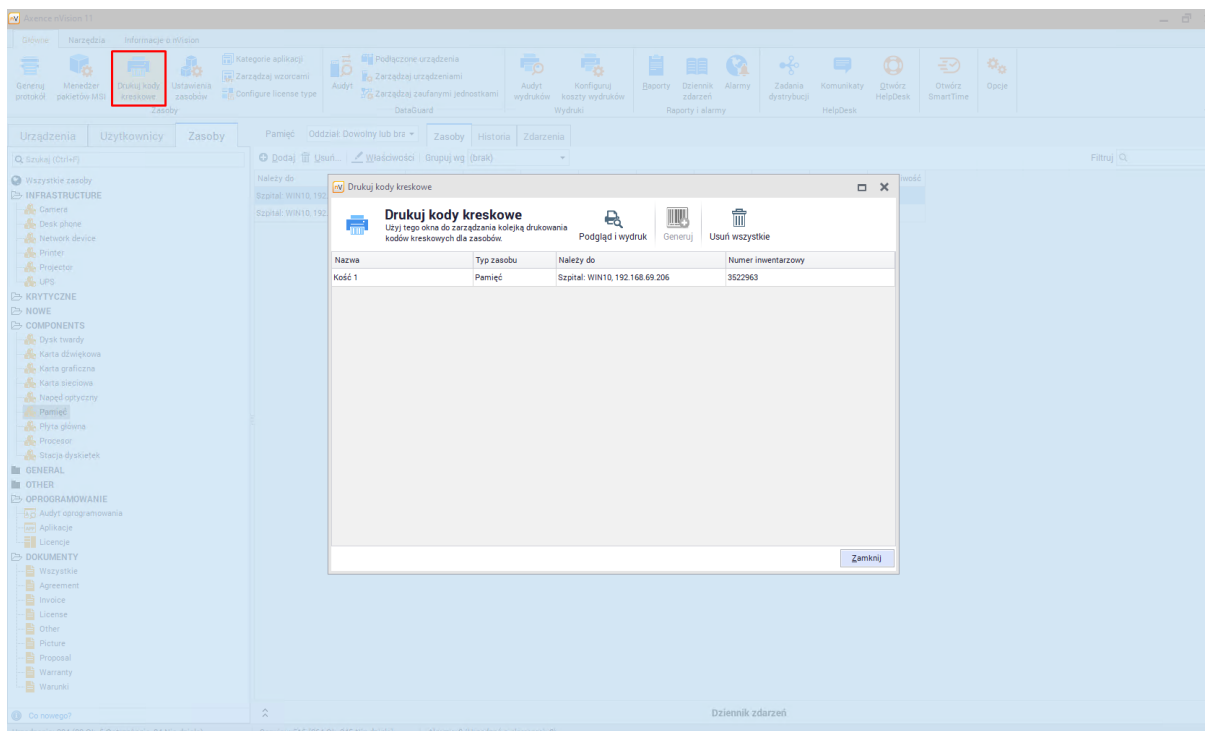 Axence nVision 11
Główne Narzędzia Informacje o nVision
Generuj protokół
Menedżer pakietów MSI
Drukuj kody kreskowe
Ustawienia zasobów
Kategorie aplikacji
Zarządzaj wzorcami
Configure license type
Zasoby
Audyt
Podłączone urządzenia
Zarządzaj urządzeniami
Zarządzaj zaufanymi jednostkami
DataGuard
Audyt wydruków
Konfiguruj koszty wydruków
Wydruki
Raporty
Dziennik zdarzeń
Alarmy
Raporty i alarmy
Zadania dystrybucji
Komunikaty
Otwórz HelpDesk
HelpDesk
Otwórz SmartTime
Opcje
Urządzenia Użytkownicy Zasoby
Pamięć Oddział: Dowolny lub bra Zasoby Historia Zdarzenia
Szukaj (Ctrl+F)
Dodaj Usuń... Właściwości Grupuj wg (brak) Filtruj
Należy do
Szpital: WIN10, 192.
Szpital: WIN10, 192.
Wszystkie zasoby
INFRASTRUCTURE
Camera
Desk phone
Network device
Printer
Projector
UPS
KRYTYCZNE
NOWE
COMPONENTS
Dysk twardy
Karta dźwiękowa
Karta graficzna
Karta sieciowa
Napęd optyczny
Pamięć
Płyta główna
Procesor
Stacja dyskietek
GENERAL
OTHER
OPROGRAMOWANIE
Audyt oprogramowania
Aplikacje
Licencje
DOKUMENTY
Wszystkie
Agreement
Invoice
License
Other
Picture
Proposal
Warranty
Warunki
Drukuj kody kreskowe
Drukuj kody kreskowe
Użyj tego okna do zarządzania kolejką drukowania
kodów kreskowych dla zasobów.
Podgląd i wydruk Generuj Usuń wszystkie
Nazwa Typ zasobu Należy do Numer inwentarzowy
Kość 1 Pamięć Szpital: WIN10, 192.168.69.206 3522963
Zamknij
Co nowego?
Dziennik zdarzeń